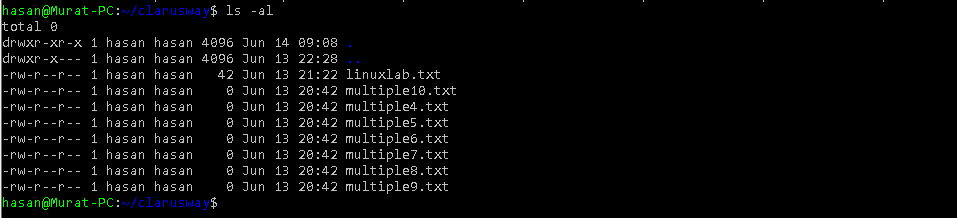 hasan@Murat-PC:~/clarusway$ ls -al
total 0
drwxr-xr-x 1 hasan hasan 4096 Jun 14 09:08 .
drwxr-x--- 1 hasan hasan 4096 Jun 13 22:28 ..
-rw-r--r-- 1 hasan hasan   42 Jun 13 21:22 linuxlab.txt
-rw-r--r-- 1 hasan hasan    0 Jun 13 20:42 multiple10.txt
-rw-r--r-- 1 hasan hasan    0 Jun 13 20:42 multiple4.txt
-rw-r--r-- 1 hasan hasan    0 Jun 13 20:42 multiple5.txt
-rw-r--r-- 1 hasan hasan    0 Jun 13 20:42 multiple6.txt
-rw-r--r-- 1 hasan hasan    0 Jun 13 20:42 multiple7.txt
-rw-r--r-- 1 hasan hasan    0 Jun 13 20:42 multiple8.txt
-rw-r--r-- 1 hasan hasan    0 Jun 13 20:42 multiple9.txt
hasan@Murat-PC:~/clarusway$